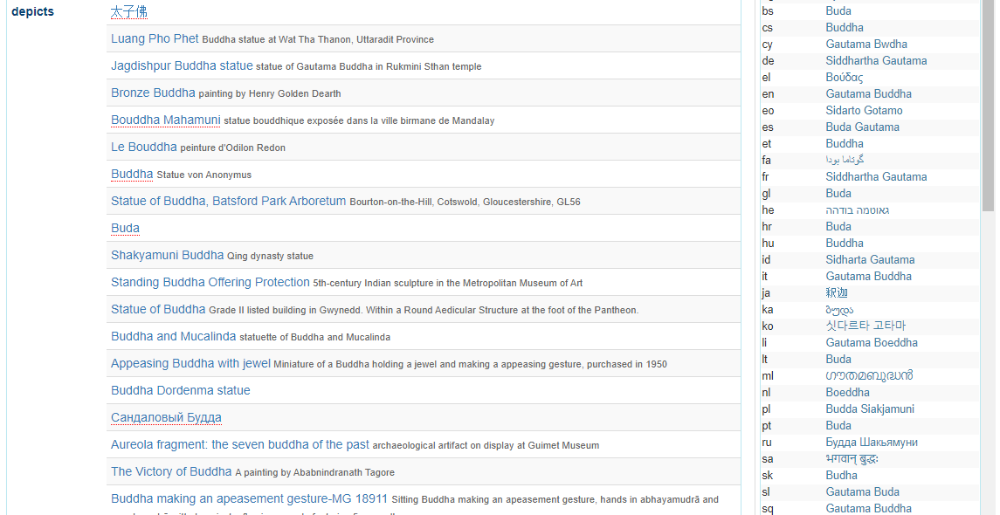 depicts
太子佛
Luang Pho Phet Buddha statue at Wat Tha Thanon, Uttaradit Province
Jagdishpur Buddha statue statue of Gautama Buddha in Rukmini Sthan temple
Bronze Buddha painting by Henry Golden Dearth
Bouddha Mahamuni statue bouddhique exposée dans la ville birmane de Mandalay
Le Bouddha peinture d'Odilon Redon
Buddha Statue von Anonymus
Statue of Buddha, Batsford Park Arboretum Bourton-on-the-Hill, Cotswold, Gloucestershire, GL56
Buda
Shakyamuni Buddha Qing dynasty statue
Standing Buddha Offering Protection 5th-century Indian sculpture in the Metropolitan Museum of Art
Statue of Buddha Grade II listed building in Gwynedd. Within a Round Aedicular Structure at the foot of the Pantheon.
Buddha and Mucalinda statuette of Buddha and Mucalinda
Appeasing Buddha with jewel Miniature of a Buddha holding a jewel and making a appeasing gesture, purchased in 1950
Buddha Dordenma statue
Сандаловый Будда
Aureola fragment: the seven buddha of the past archaeological artifact on display at Guimet Museum
The Victory of Buddha A painting by Ababnindranath Tagore
Buddha making an apeasement gesture-MG 18911 Sitting Buddha making an apeasement gesture, hands in abhayamudrā and
bs Buda
cs Buddha
cy Gautama Bwdha
de Siddhartha Gautama
el Βούδας
en Gautama Buddha
eo Sidarto Gotamo
es Buda Gautama
et Buddha
fa گوتاما بودا
fr Siddhartha Gautama
gl Buda
he גאוטמה בודהה
hr Buda
hu Buddha
id Sidharta Gautama
it Gautama Buddha
ja 釈迦
ka ბუდა
ko 싯다르타 고타마
li Gautama Boeddha
lt Buda
ml ഗൗതമബുദ്ധൻ
nl Boeddha
pl Budda Siakjamuni
pt Buda
ru Будда Шакьямуни
sa भगवान् बुद्धः
sk Budha
sl Gautama Buda
sq Gautama Buddha